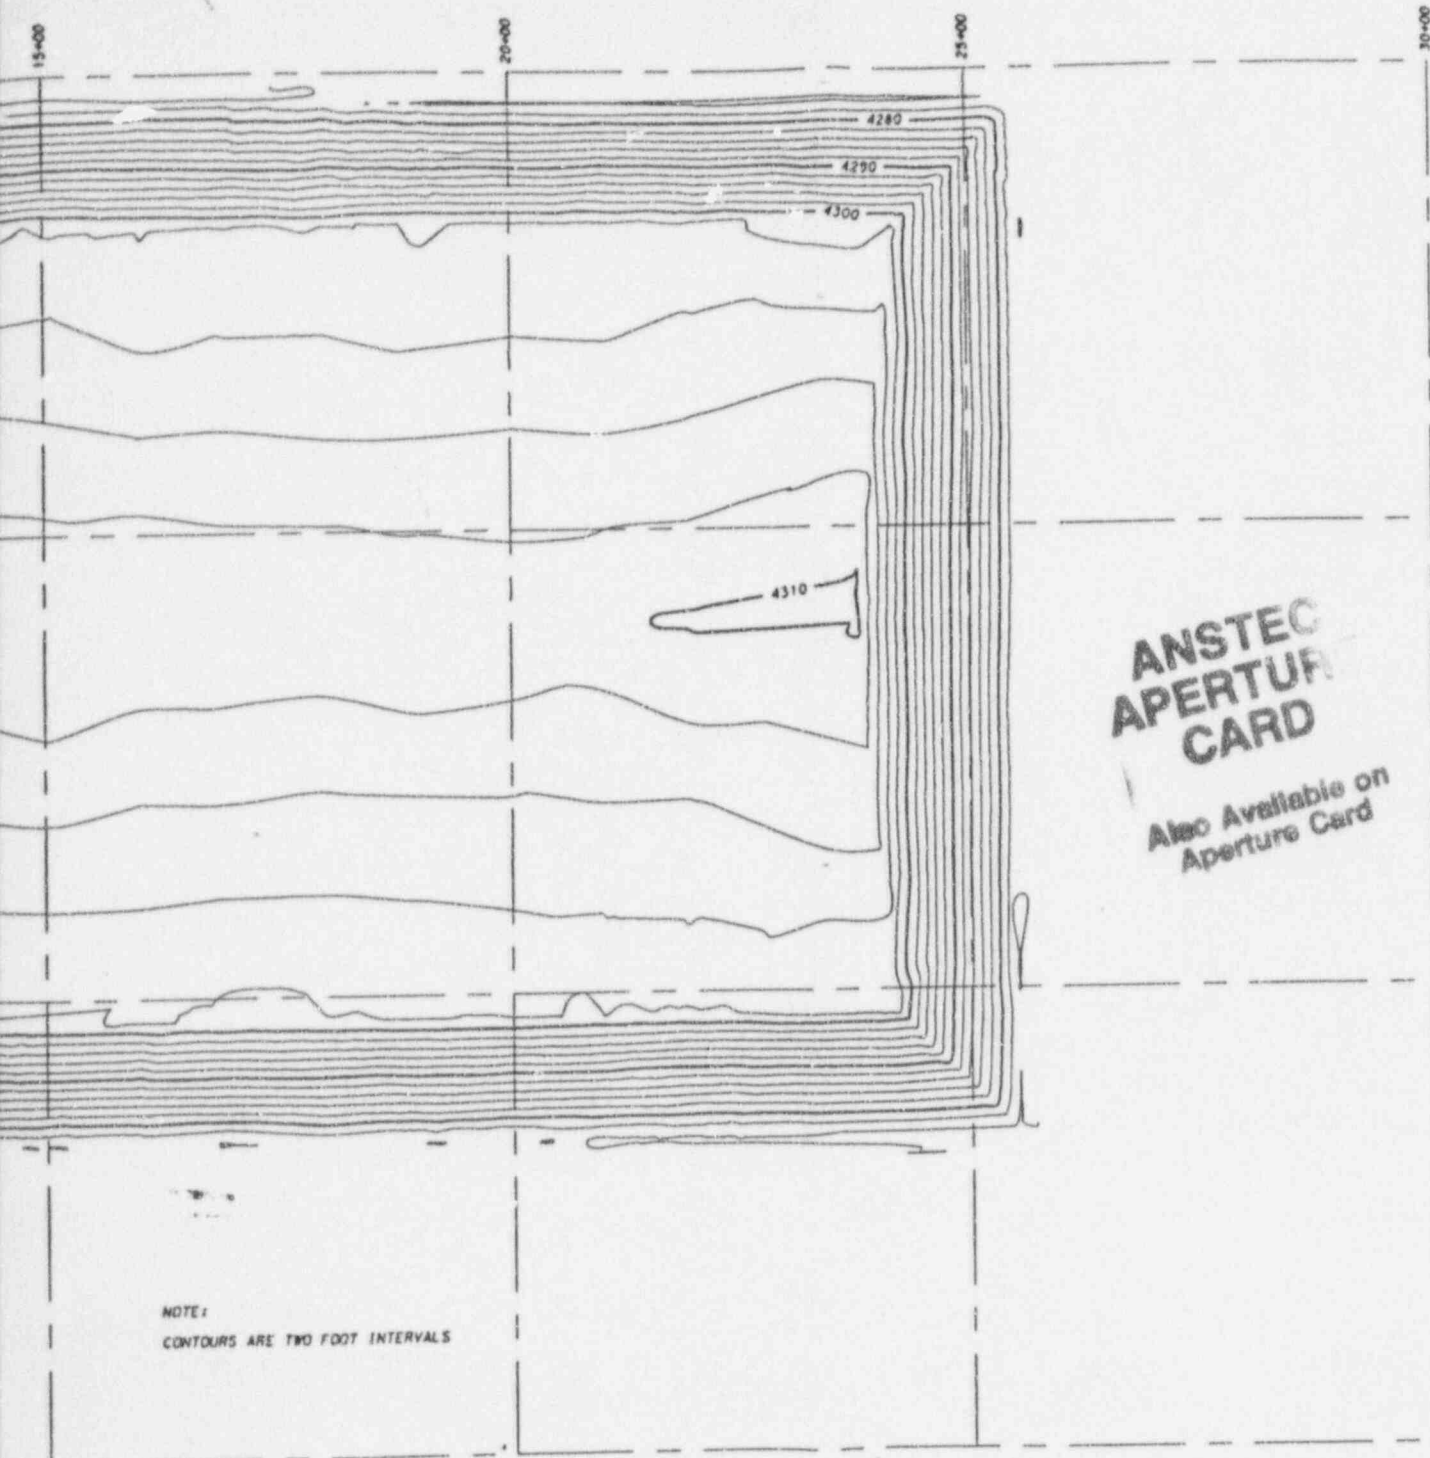 15+00
20+00
25+00
30+00
4280
4290
4300
4310
ANSTEC
APERTUR
CARD
Also Available on
Aperture Card
NOTE:
CONTOURS ARE TWO FOOT INTERVALS